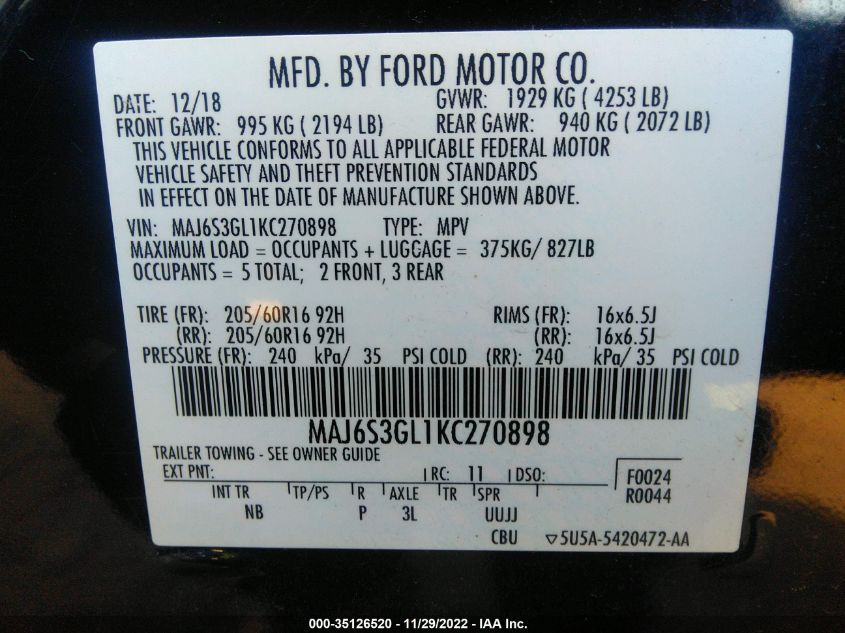 MFD. BY FORD MOTOR CO.
DATE: 12/18 GVWR: 1929 KG ( 4253 LB)
FRONT GAWR: 995 KG ( 2194 LB) REAR GAWR: 940 KG ( 2072 LB)
THIS VEHICLE CONFORMS TO ALL APPLICABLE FEDERAL MOTOR
VEHICLE SAFETY AND THEFT PREVENTION STANDARDS
IN EFFECT ON THE DATE OF MANUFACTURE SHOWN ABOVE.
VIN: MAJ6S3GL1KC270898 TYPE: MPV
MAXIMUM LOAD = OCCUPANTS + LUGGAGE = 375KG/ 827LB
OCCUPANTS = 5 TOTAL; 2 FRONT, 3 REAR
TIRE (FR): 205/60R16 92H RIMS (FR): 16x6.5J
(RR): 205/60R16 92H (RR): 16x6.5J
PRESSURE (FR): 240 kPa/ 35 PSI COLD (RR): 240 kPa/ 35 PSI COLD
MAJ6S3GL1KC270898
TRAILER TOWING - SEE OWNER GUIDE
EXT PNT: RC: 11 DSO: F0024
INT TR TP/PS R AXLE TR SPR R0044
NB P 3L UUJJ
CBU ▽5U5A-5420472-AA
000-35126520 - 11/29/2022 - IAA Inc.